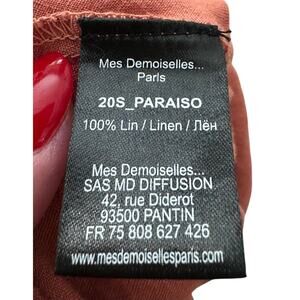 Mes Demoiselles...
Paris
20S_PARAISO
100% Lin / Linen / Лён
Mes Demoiselles...
SAS MD DIFFUSION
42, rue Diderot
93500 PANTIN
FR 75 808 627 426
www.mesdemoisellesparis.com